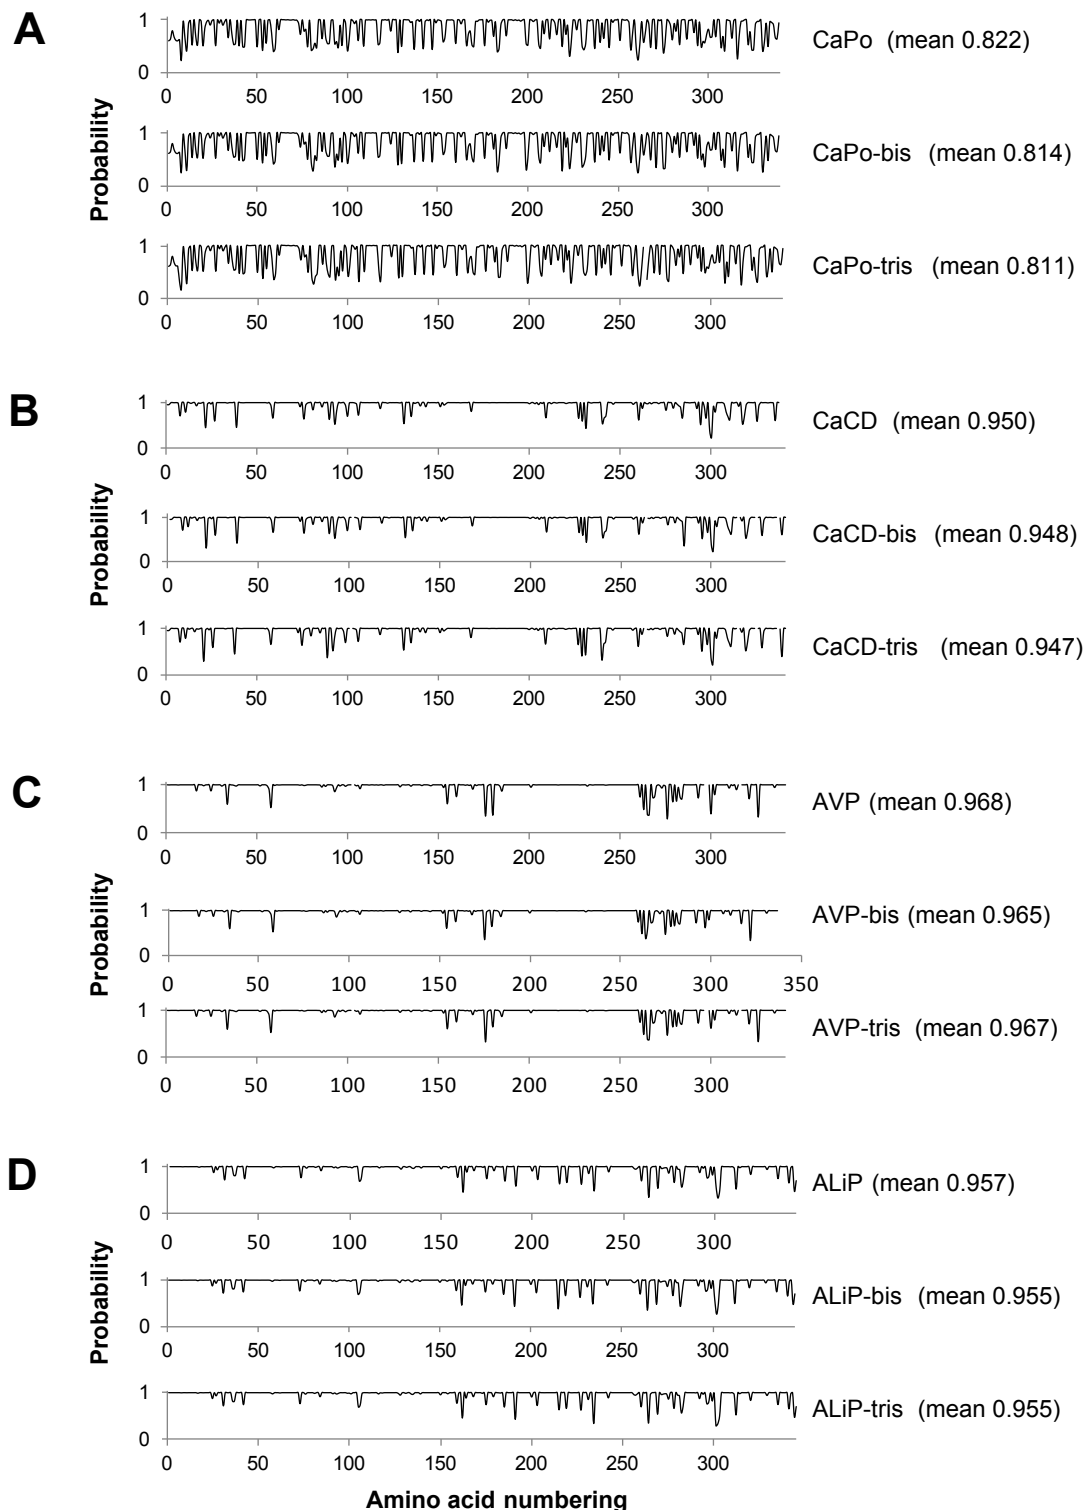 A
1
0
0 50 100 150 200 250 300
CaPo (mean 0.822)
Probability
1
0
0 50 100 150 200 250 300
CaPo-bis (mean 0.814)
1
0
0 50 100 150 200 250 300
CaPo-tris (mean 0.811)
B
1
0
0 50 100 150 200 250 300
CaCD (mean 0.950)
Probability
1
0
0 50 100 150 200 250 300
CaCD-bis (mean 0.948)
1
0
0 50 100 150 200 250 300
CaCD-tris (mean 0.947)
C
1
0
0 50 100 150 200 250 300
AVP (mean 0.968)
Probability
1
0
0 50 100 150 200 250 300 350
AVP-bis (mean 0.965)
1
0
0 50 100 150 200 250 300
AVP-tris (mean 0.967)
D
1
0
0 50 100 150 200 250 300
ALiP (mean 0.957)
Probability
1
0
0 50 100 150 200 250 300
ALiP-bis (mean 0.955)
1
0
0 50 100 150 200 250 300
ALiP-tris (mean 0.955)
Amino acid numbering